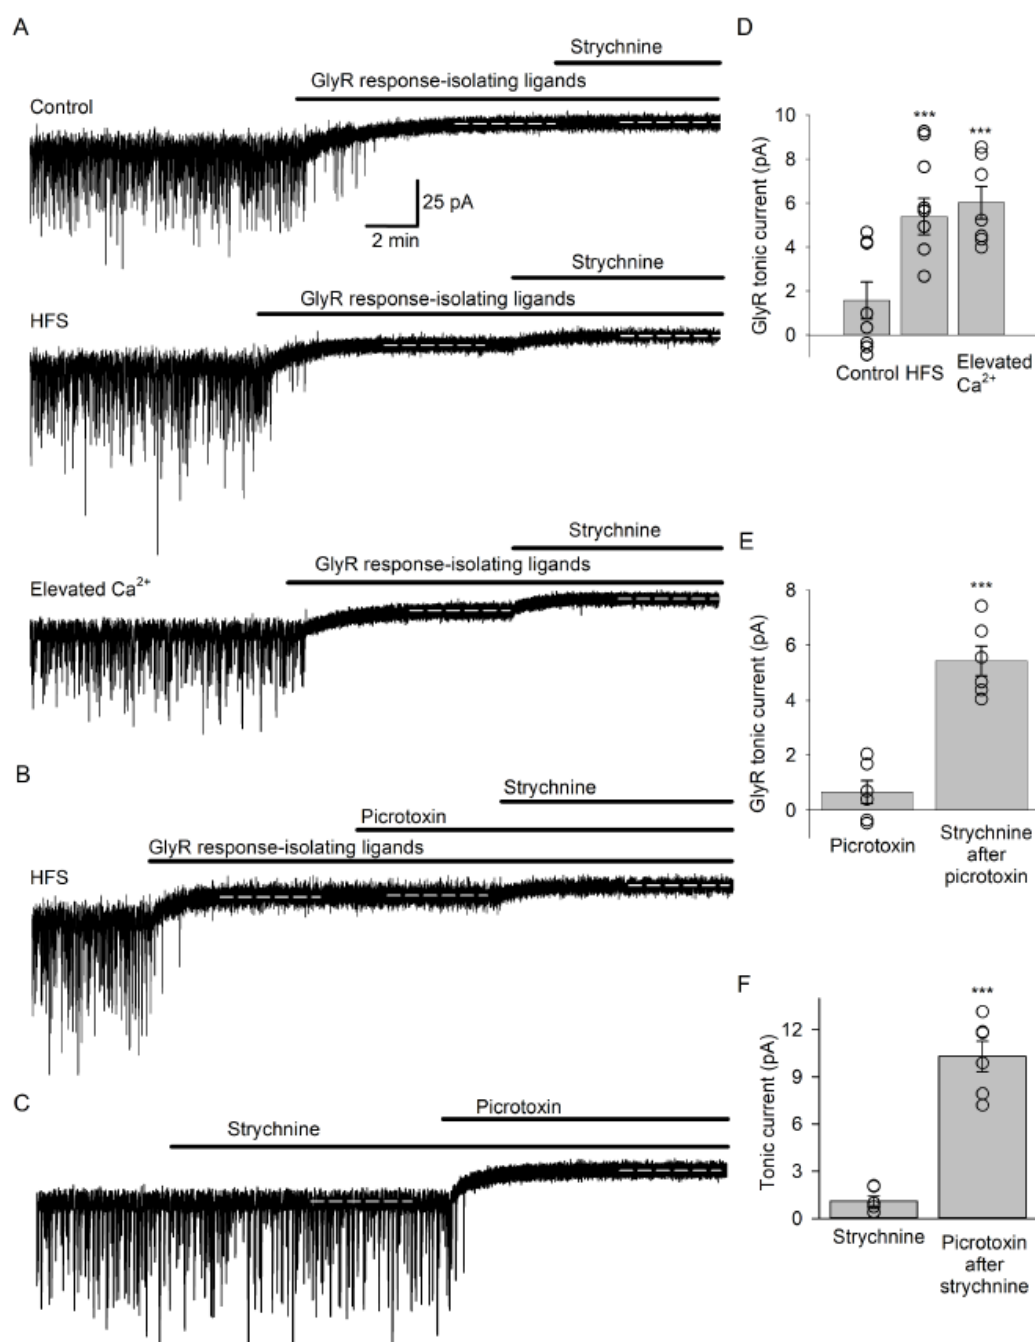 A
Strychnine
GlyR response-isolating ligands
Control
25 pA
2 min
Strychnine
GlyR response-isolating ligands
HFS
Strychnine
GlyR response-isolating ligands
Elevated Ca²⁺
B
Strychnine
Picrotoxin
GlyR response-isolating ligands
HFS
C
Picrotoxin
Strychnine
D
GlyR tonic current (pA)
10
8
6
4
2
0
***
***
Control HFS Elevated
Ca²⁺
E
GlyR tonic current (pA)
8
6
4
2
0
***
Picrotoxin
Strychnine
after
picrotoxin
F
Tonic current (pA)
12
9
6
3
0
***
Strychnine
Picrotoxin
after
strychnine